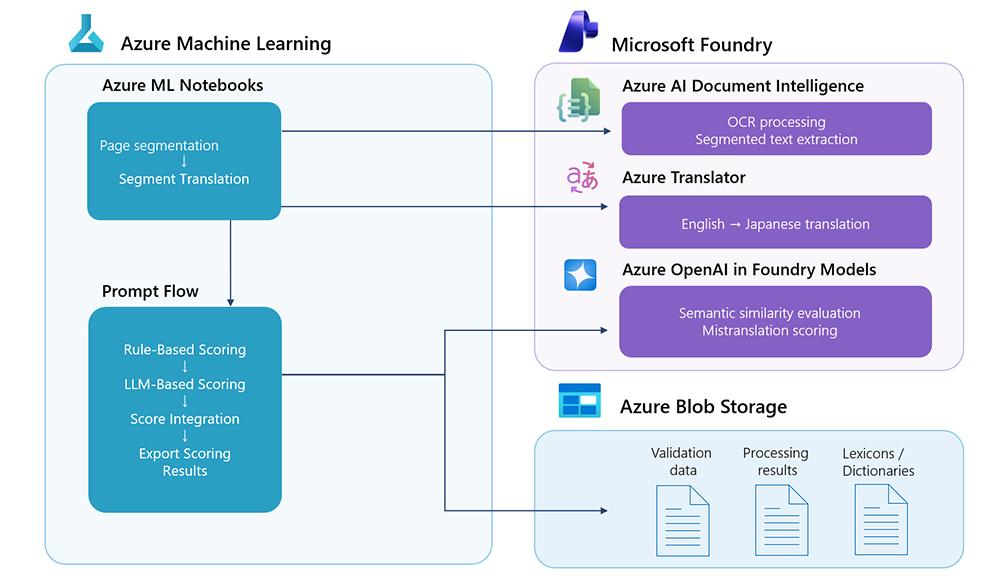 Azure Machine Learning
Azure ML Notebooks
Page segmentation
↓
Segment Translation
Prompt Flow
Rule-Based Scoring
↓
LLM-Based Scoring
↓
Score Integration
↓
Export Scoring
Results
Microsoft Foundry
Azure AI Document Intelligence
OCR processing
Segmented text extraction
aあ
Azure Translator
English → Japanese translation
Azure OpenAI in Foundry Models
Semantic similarity evaluation
Mistranslation scoring
Azure Blob Storage
Validation
data
Processing
results
Lexicons /
Dictionaries